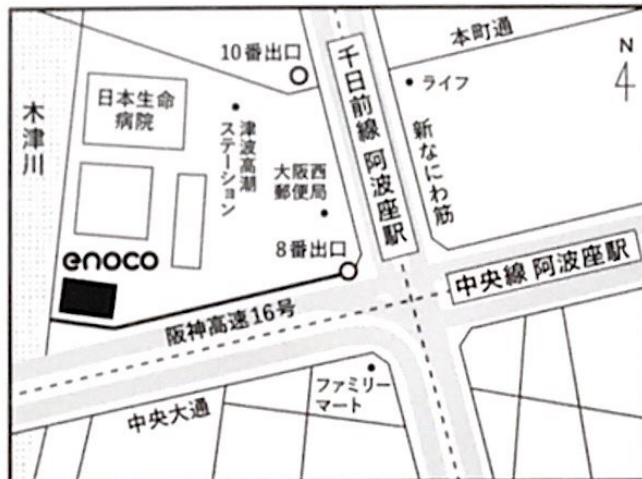 10番出口
本町通
N
日本生命
病院
ライフ
木津川
津波高潮
ステーション
千日前線 阿波座駅
新なにわ筋
大阪西
郵便局
enoco
8番出口
中央線 阿波座駅
阪神高速16号
ファミリー
マート
中央大通